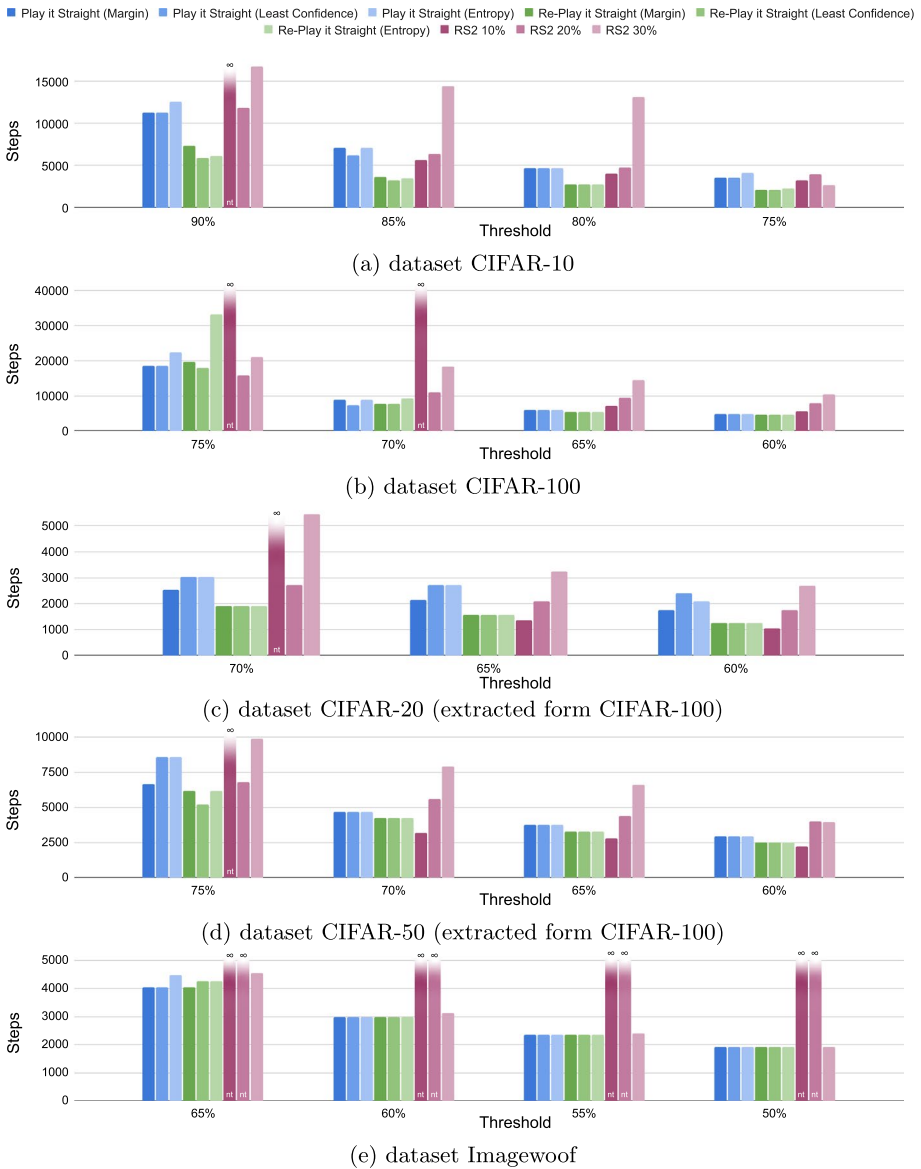 Play it Straight (Margin) Play it Straight (Least Confidence) Play it Straight (Entropy) Re-Play it Straight (Margin) Re-Play it Straight (Least Confidence)
Re-Play it Straight (Entropy) RS2 10% RS2 20% RS2 30%
∞
15000
10000
5000
0
Steps
nt
90% 85% 80% 75%
Threshold
(a) dataset CIFAR-10
∞ ∞
40000
30000
20000
10000
0
Steps
nt nt
75% 70% 65% 60%
Threshold
(b) dataset CIFAR-100
∞
5000
4000
3000
2000
1000
0
Steps
nt
70% 65% 60%
Threshold
(c) dataset CIFAR-20 (extracted form CIFAR-100)
∞
10000
7500
5000
2500
0
Steps
nt
75% 70% 65% 60%
Threshold
(d) dataset CIFAR-50 (extracted form CIFAR-100)
∞ ∞ ∞ ∞ ∞ ∞ ∞ ∞
5000
4000
3000
2000
1000
0
Steps
nt nt nt nt nt nt nt nt
65% 60% 55% 50%
Threshold
(e) dataset Imagewoof